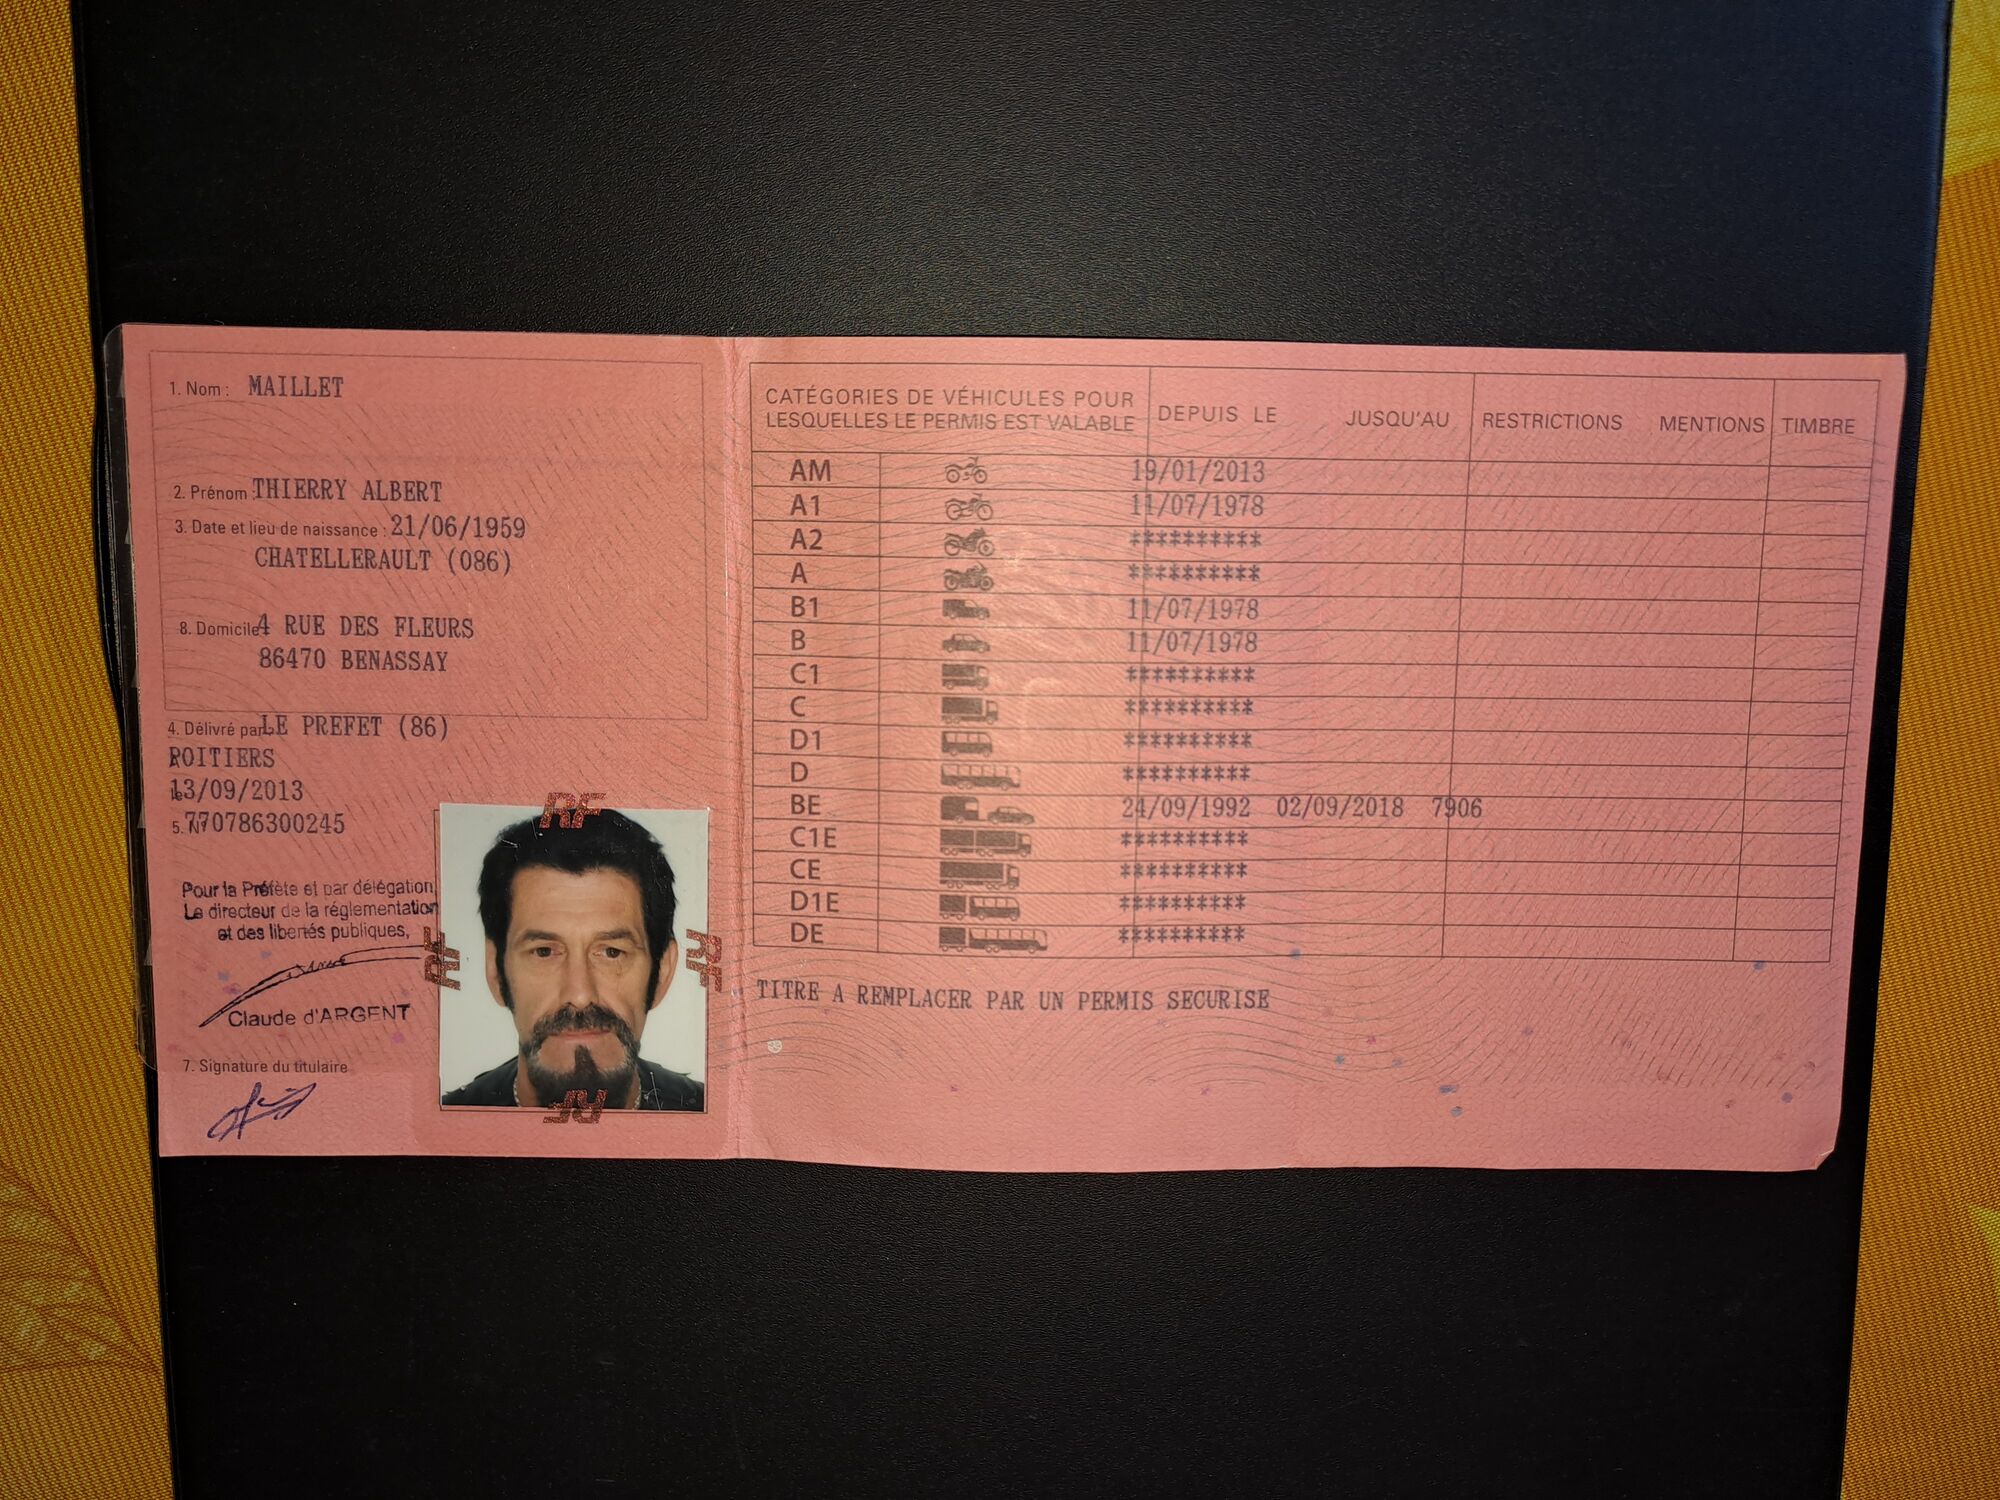 1. Nom : MAILLET
2. Prénom : THIERRY ALBERT
3. Date et lieu de naissance : 21/06/1959
CHATELLERAULT (086)
8. Domicile 4 RUE DES FLEURS
86470 BENASSAY
4. Délivré par LE PREFET (86)
POITIERS
le 13/09/2013
5. N° 770786300245
Pour la Préfète et par délégation,
Le directeur de la réglementation
et des libertés publiques,
Claude d'ARGENT
7. Signature du titulaire
RF
RF
RF
RF
CATÉGORIES DE VÉHICULES POUR
LESQUELLES LE PERMIS EST VALABLE
DEPUIS LE JUSQU'AU RESTRICTIONS MENTIONS TIMBRE
AM 19/01/2013
A1 11/07/1978
A2 **********
A **********
B1 11/07/1978
B 11/07/1978
C1 **********
C **********
D1 **********
D **********
BE 24/09/1992 02/09/2018 7906
C1E **********
CE **********
D1E **********
DE **********
TITRE A REMPLACER PAR UN PERMIS SECURISE